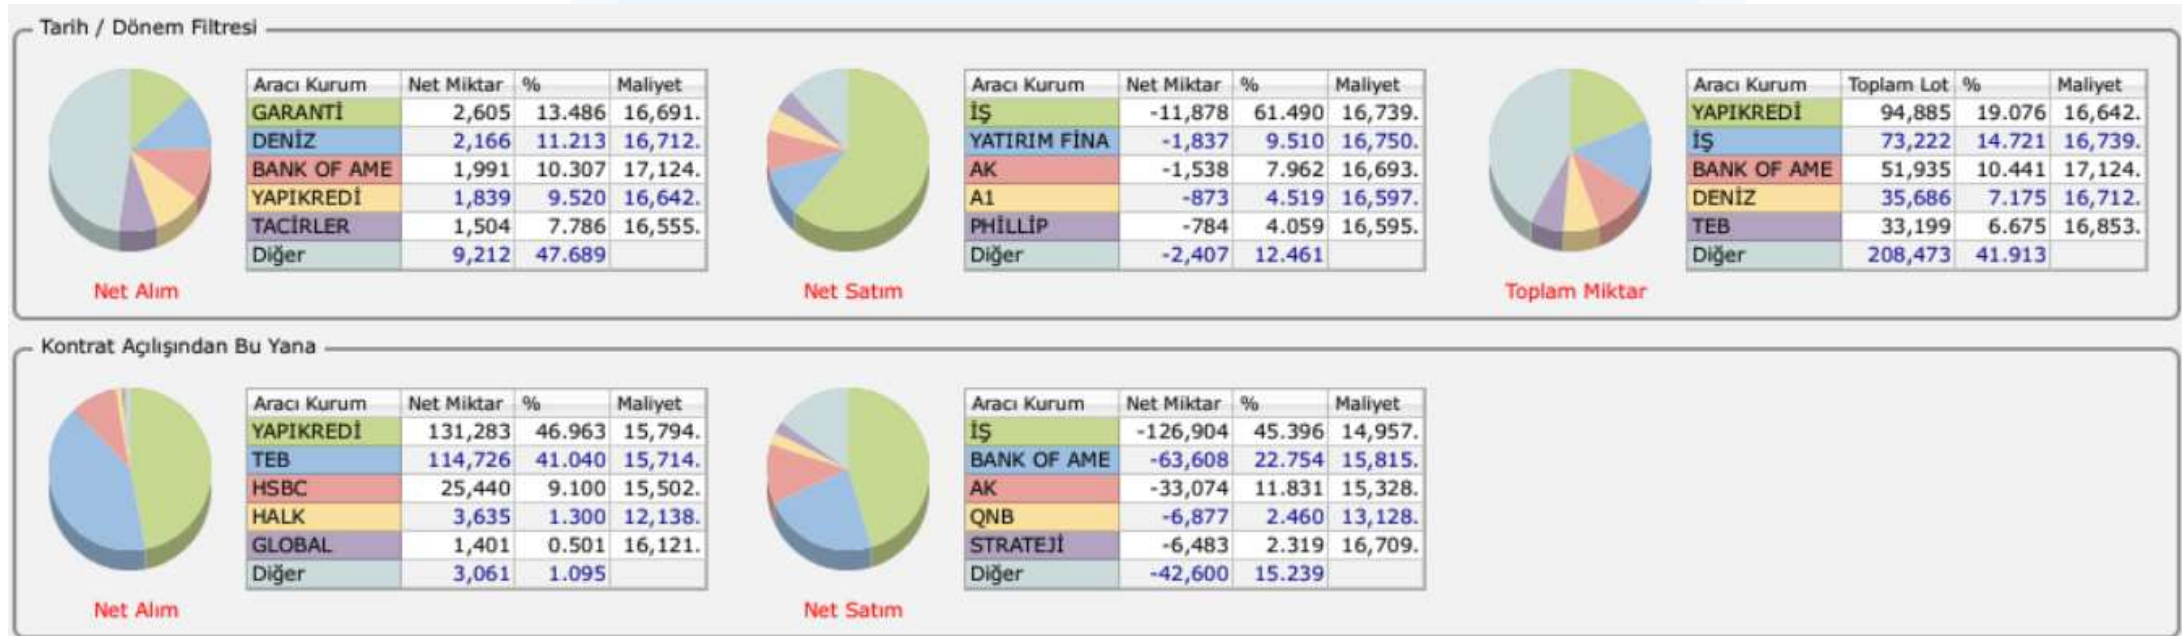 Tarih / Dönem Filtresi
Aracı Kurum Net Miktar % Maliyet
GARANTİ 2,605 13.486 16,691.
DENİZ 2,166 11.213 16,712.
BANK OF AME 1,991 10.307 17,124.
YAPIKREDİ 1,839 9.520 16,642.
TACİRLER 1,504 7.786 16,555.
Diğer 9,212 47.689
Net Alım
Aracı Kurum Net Miktar % Maliyet
İŞ -11,878 61.490 16,739.
YATIRIM FİNA -1,837 9.510 16,750.
AK -1,538 7.962 16,693.
A1 -873 4.519 16,597.
PHİLLİP -784 4.059 16,595.
Diğer -2,407 12.461
Net Satım
Aracı Kurum Toplam Lot % Maliyet
YAPIKREDİ 94,885 19.076 16,642.
İŞ 73,222 14.721 16,739.
BANK OF AME 51,935 10.441 17,124.
DENİZ 35,686 7.175 16,712.
TEB 33,199 6.675 16,853.
Diğer 208,473 41.913
Toplam Miktar
Kontrat Açılışından Bu Yana
Aracı Kurum Net Miktar % Maliyet
YAPIKREDİ 131,283 46.963 15,794.
TEB 114,726 41.040 15,714.
HSBC 25,440 9.100 15,502.
HALK 3,635 1.300 12,138.
GLOBAL 1,401 0.501 16,121.
Diğer 3,061 1.095
Net Alım
Aracı Kurum Net Miktar % Maliyet
İŞ -126,904 45.396 14,957.
BANK OF AME -63,608 22.754 15,815.
AK -33,074 11.831 15,328.
QNB -6,877 2.460 13,128.
STRATEJİ -6,483 2.319 16,709.
Diğer -42,600 15.239
Net Satım